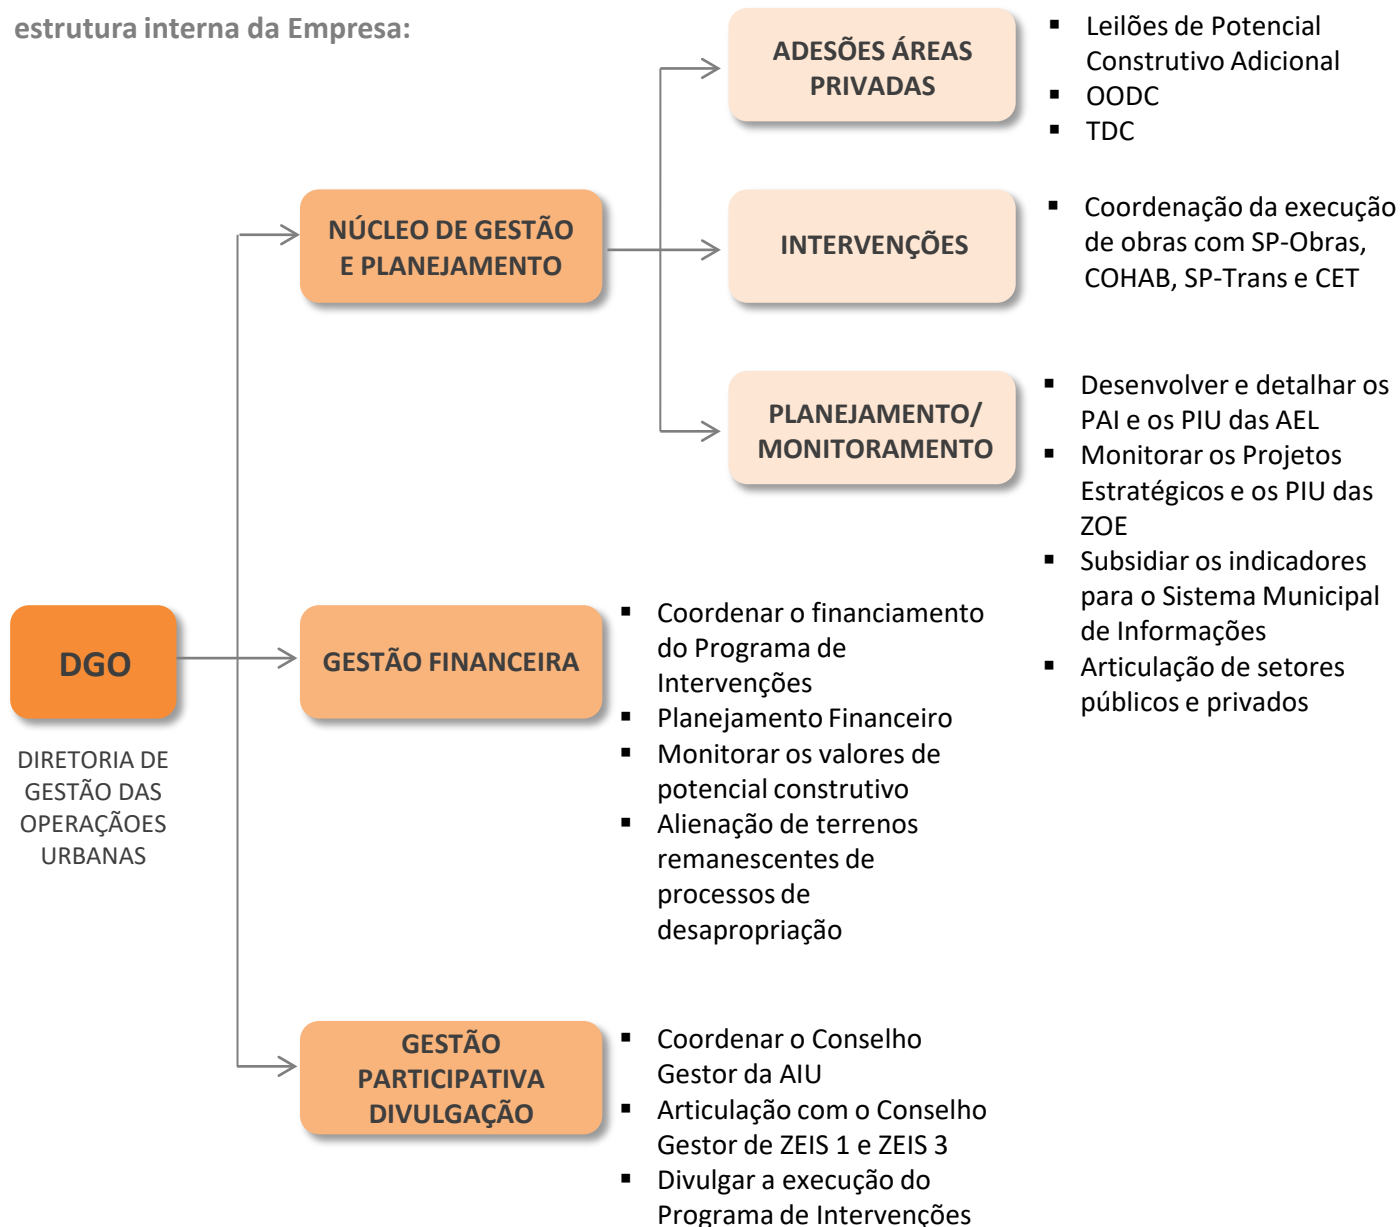 estrutura interna da Empresa:
ADESÕES ÁREAS
PRIVADAS
▪ Leilões de Potencial
Construtivo Adicional
▪ OODC
▪ TDC
NÚCLEO DE GESTÃO
E PLANEJAMENTO
INTERVENÇÕES
▪ Coordenação da execução
de obras com SP-Obras,
COHAB, SP-Trans e CET
PLANEJAMENTO/
MONITORAMENTO
▪ Desenvolver e detalhar os
PAI e os PIU das AEL
▪ Monitorar os Projetos
Estratégicos e os PIU das
ZOE
▪ Subsidiar os indicadores
para o Sistema Municipal
de Informações
▪ Articulação de setores
públicos e privados
DGO
DIRETORIA DE
GESTÃO DAS
OPERAÇÃOES
URBANAS
GESTÃO FINANCEIRA
▪ Coordenar o financiamento
do Programa de
Intervenções
▪ Planejamento Financeiro
▪ Monitorar os valores de
potencial construtivo
▪ Alienação de terrenos
remanescentes de
processos de
desapropriação
GESTÃO
PARTICIPATIVA
DIVULGAÇÃO
▪ Coordenar o Conselho
Gestor da AIU
▪ Articulação com o Conselho
Gestor de ZEIS 1 e ZEIS 3
▪ Divulgar a execução do
Programa de Intervenções